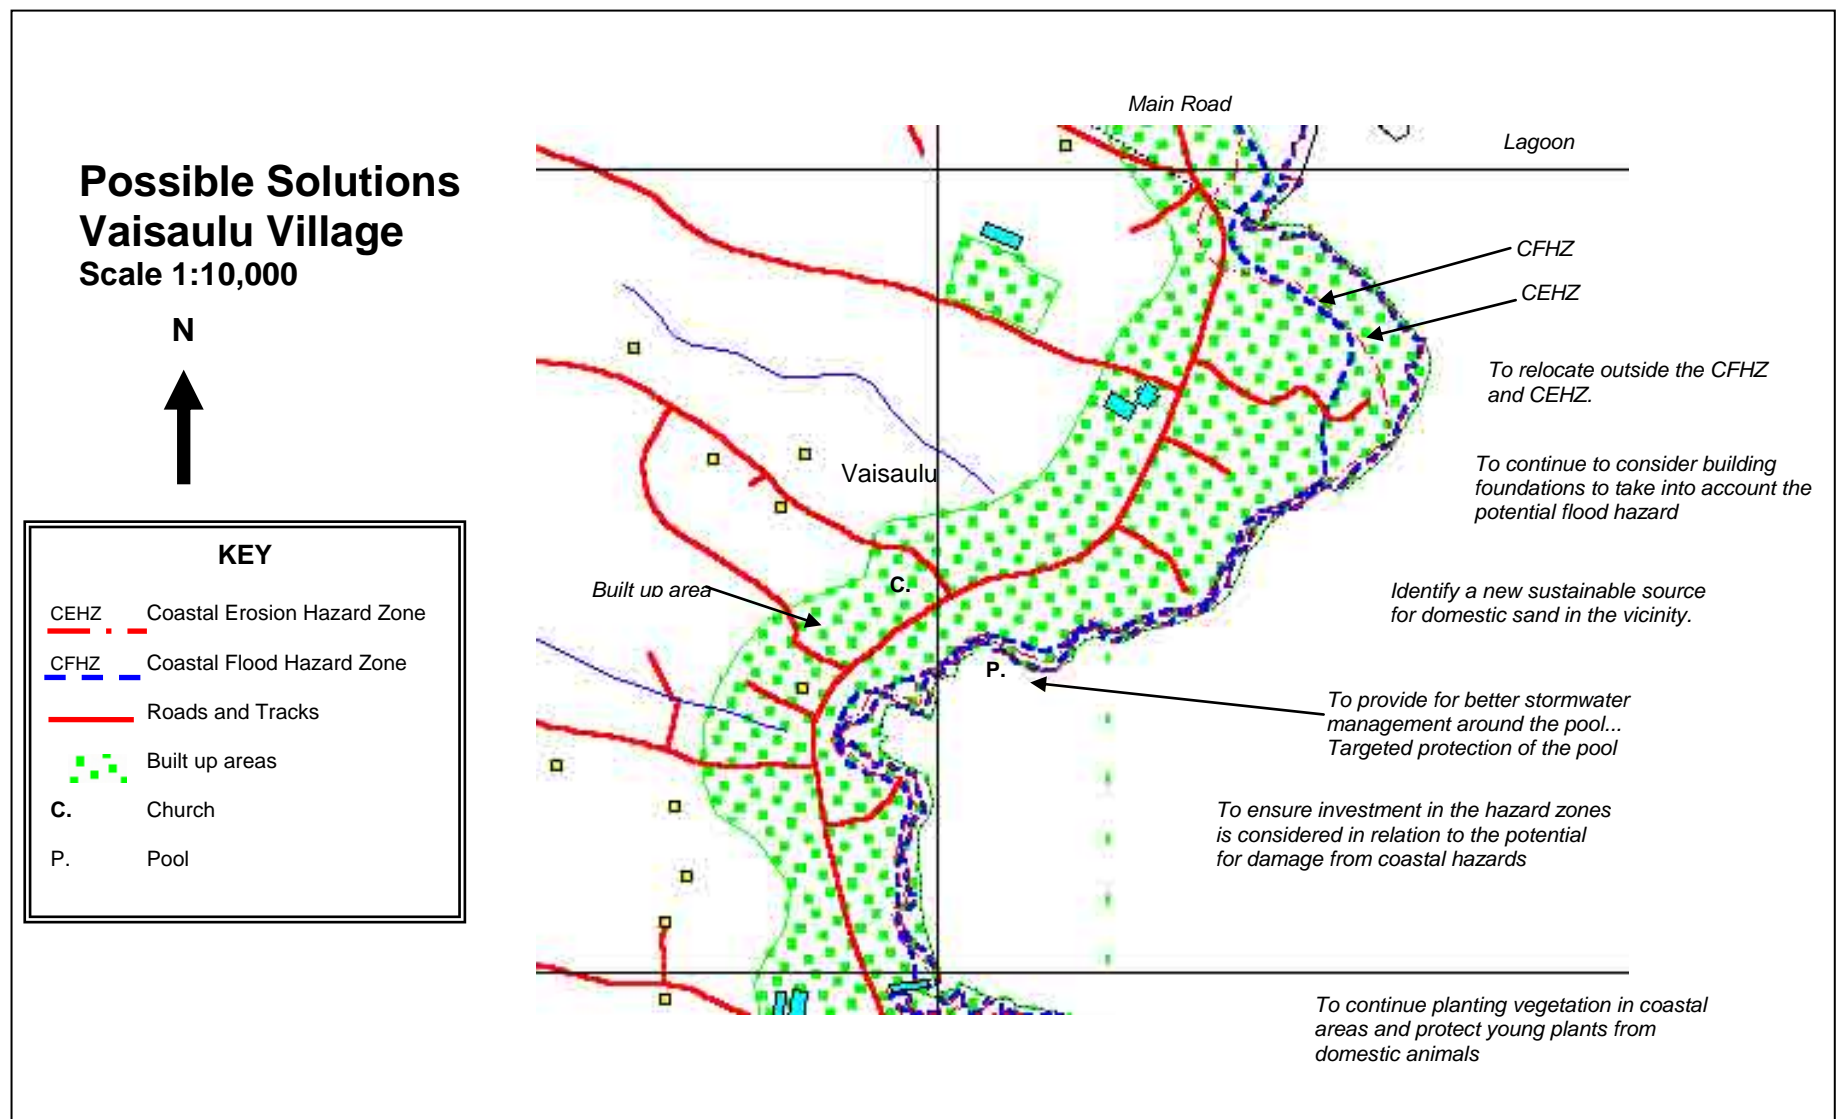 Possible Solutions
Vaisaulu Village
Scale 1:10,000
N
KEY
CEHZ Coastal Erosion Hazard Zone
CFHZ Coastal Flood Hazard Zone
Roads and Tracks
Built up areas
C. Church
P. Pool
Main Road
Lagoon
CFHZ
CEHZ
To relocate outside the CFHZ
and CEHZ.
Vaisaulu
To continue to consider building
foundations to take into account the
potential flood hazard
Built up area
C.
Identify a new sustainable source
for domestic sand in the vicinity.
P.
To provide for better stormwater
management around the pool...
Targeted protection of the pool
To ensure investment in the hazard zones
is considered in relation to the potential
for damage from coastal hazards
To continue planting vegetation in coastal
areas and protect young plants from
domestic animals